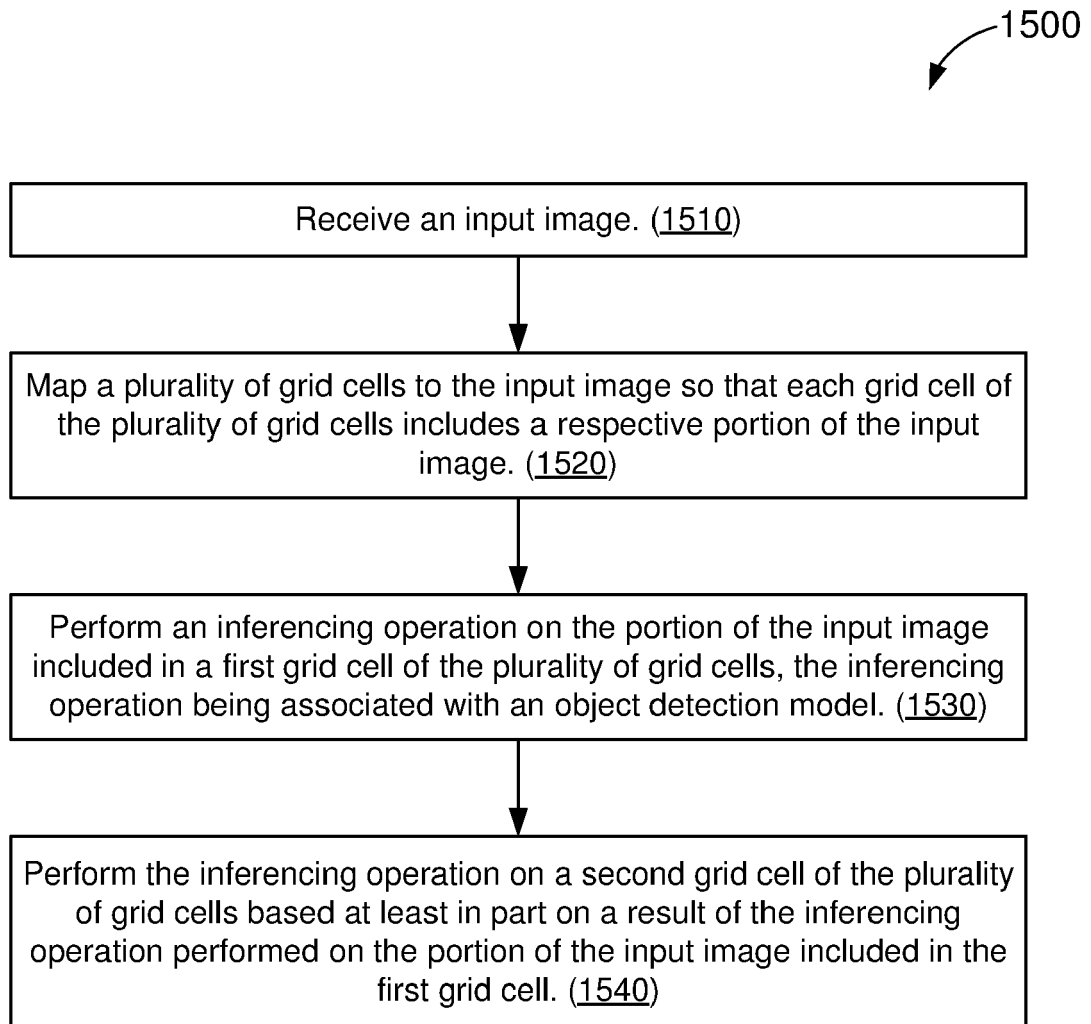 1500
Receive an input image. (1510)
Map a plurality of grid cells to the input image so that each grid cell of
the plurality of grid cells includes a respective portion of the input
image. (1520)
Perform an inferencing operation on the portion of the input image
included in a first grid cell of the plurality of grid cells, the inferencing
operation being associated with an object detection model. (1530)
Perform the inferencing operation on a second grid cell of the plurality
of grid cells based at least in part on a result of the inferencing
operation performed on the portion of the input image included in the
first grid cell. (1540)